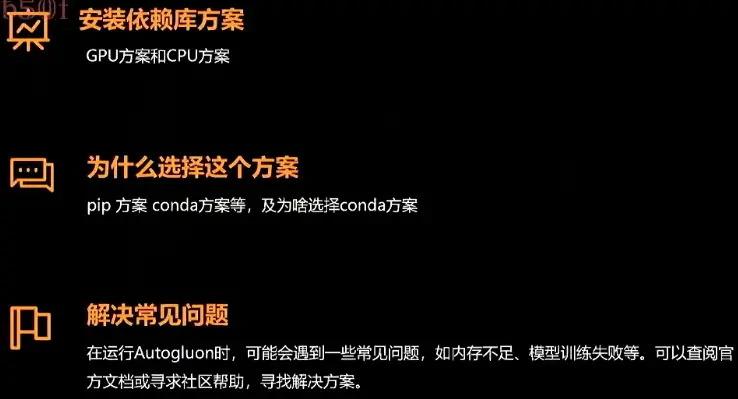 安装依赖库方案
GPU方案和CPU方案
为什么选择这个方案
pip 方案 conda方案等，及为啥选择conda方案
解决常见问题
在运行Autogluon时，可能会遇到一些常见问题，如内存不足、模型训练失败等。可以查阅官
方文档或寻求社区帮助，寻找解决方案。